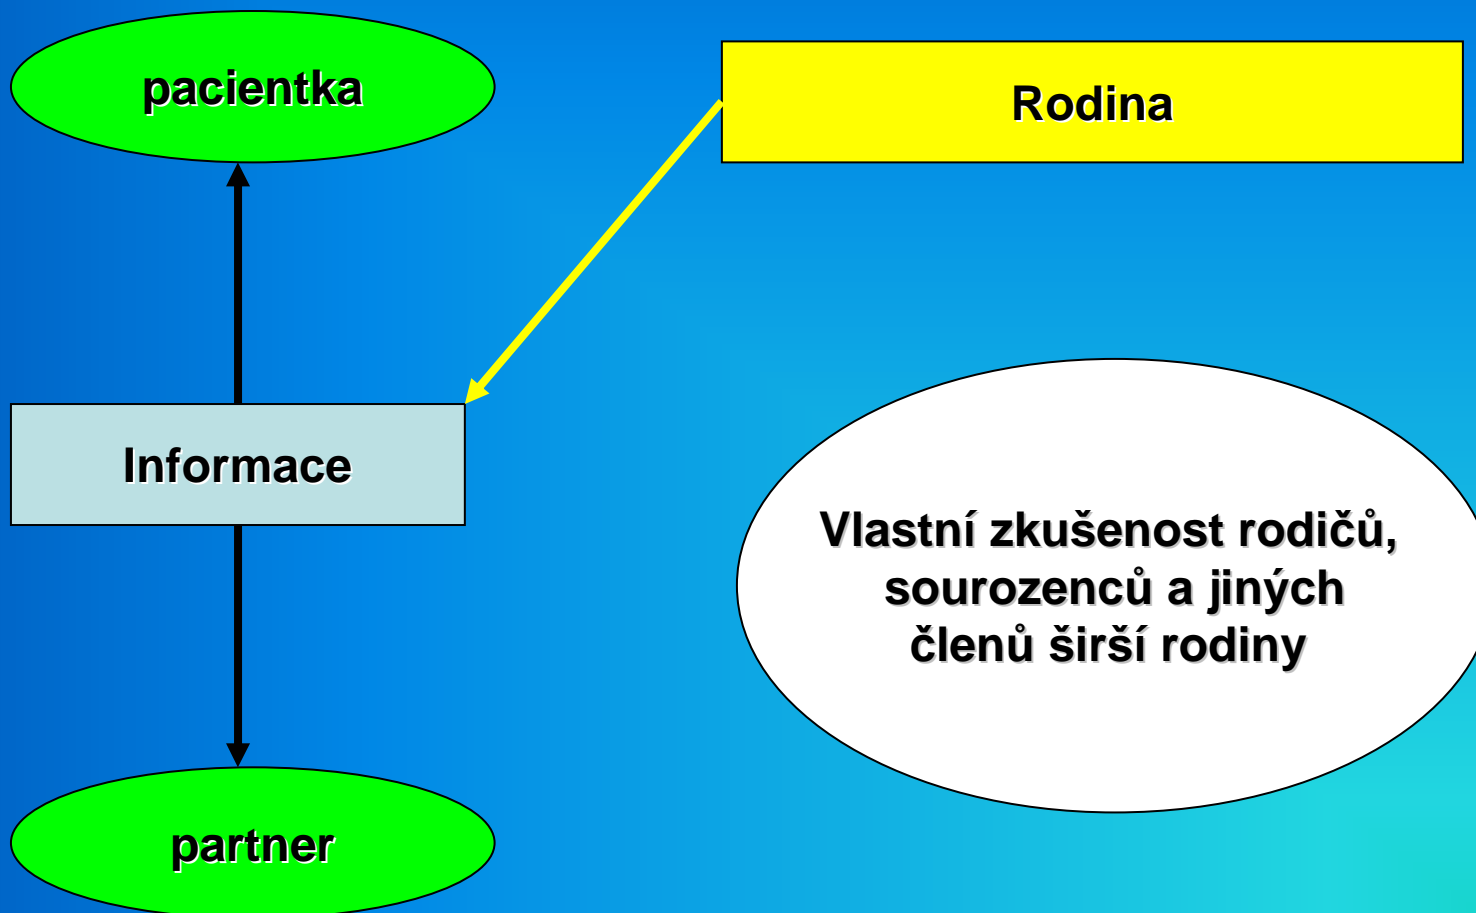 pacientka
Rodina
Informace
Vlastní zkušenost rodičů,
sourozenců a jiných
členů širší rodiny
partner